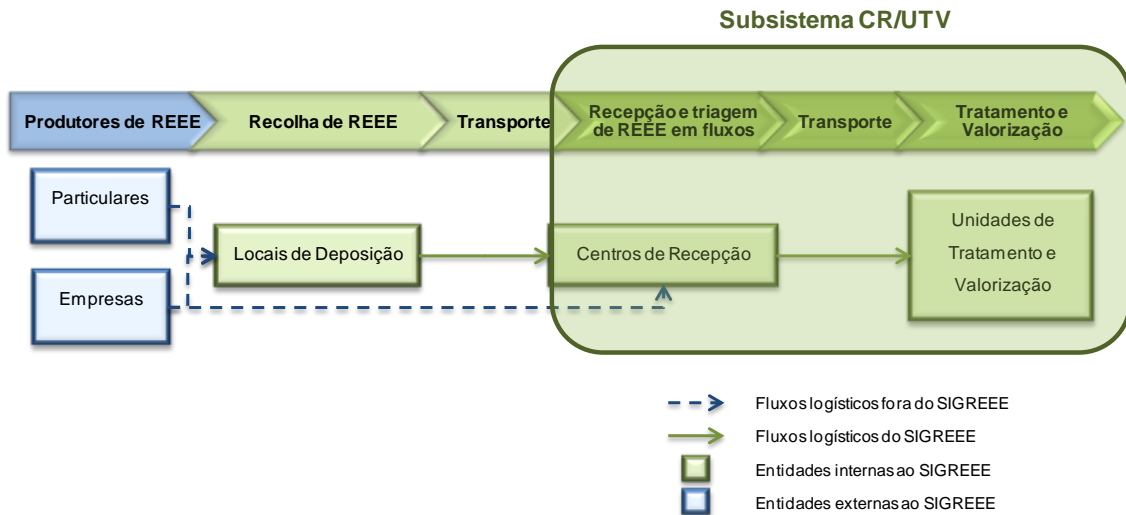 Subsistema CR/UTV
Produtores de REEE
Recolha de REEE
Transporte
Recepção e triagem
de REEE em fluxos
Transporte
Tratamento e
Valorização
Particulares
Locais de Deposição
Centros de Recepção
Unidades de
Tratamento e
Valorização
Empresas
Fluxos logísticos fora do SIGREEE
Fluxos logísticos do SIGREEE
Entidades internas ao SIGREEE
Entidades externas ao SIGREEE